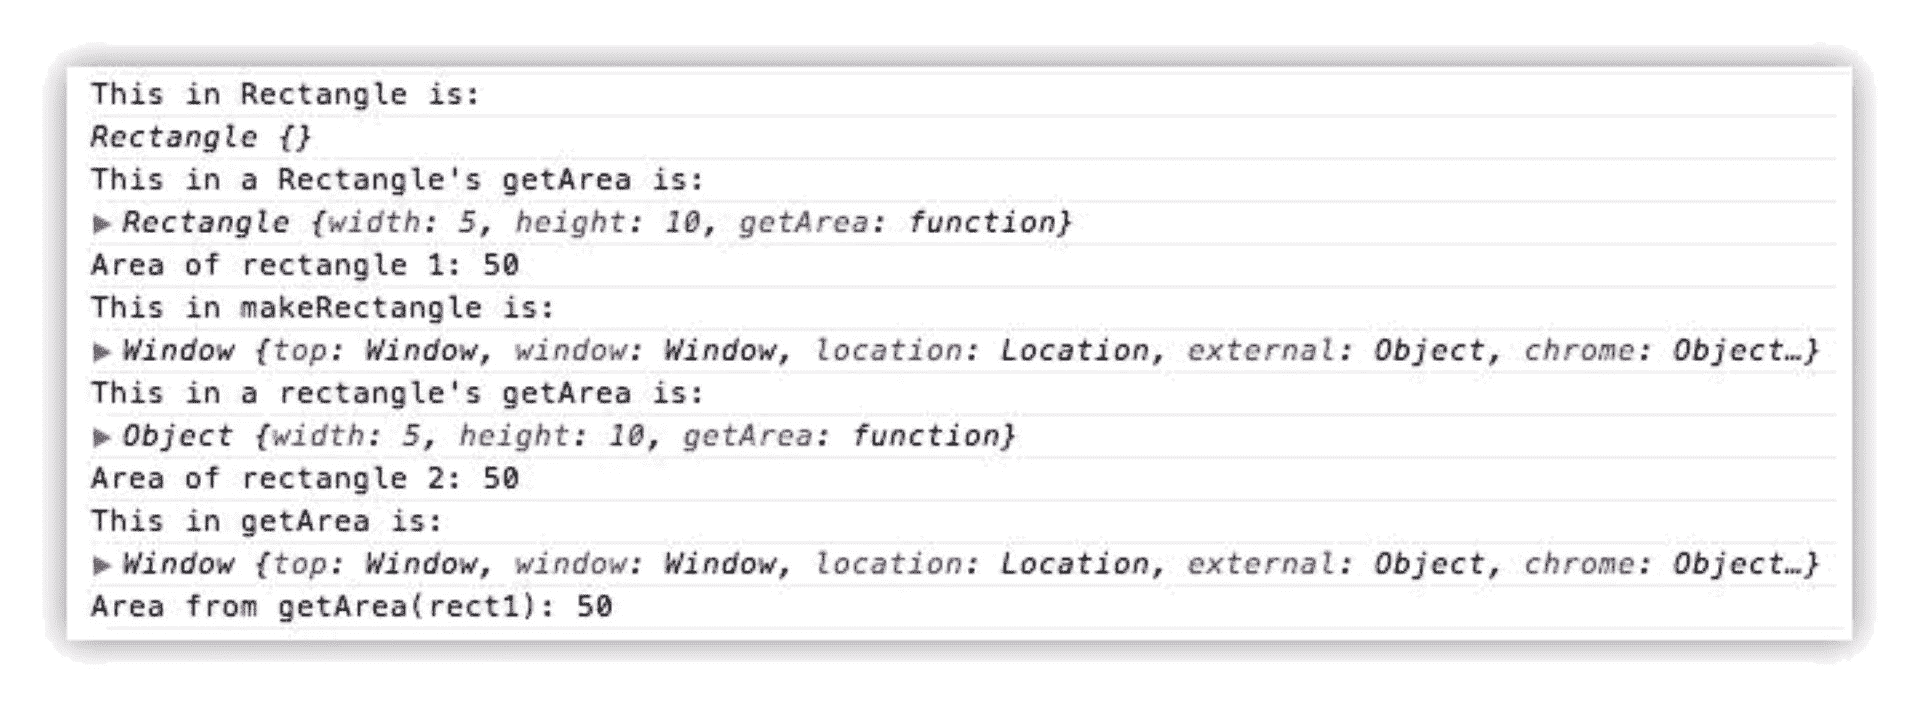 This in Rectangle is:
Rectangle {}
This in a Rectangle's getArea is:
▶Rectangle {width: 5, height: 10, getArea: function}
Area of rectangle 1: 50
This in makeRectangle is:
▶Window {top: Window, window: Window, location: Location, external: Object, chrome: Object…}
This in a rectangle's getArea is:
▶Object {width: 5, height: 10, getArea: function}
Area of rectangle 2: 50
This in getArea is:
▶Window {top: Window, window: Window, location: Location, external: Object, chrome: Object…}
Area from getArea(rect1): 50